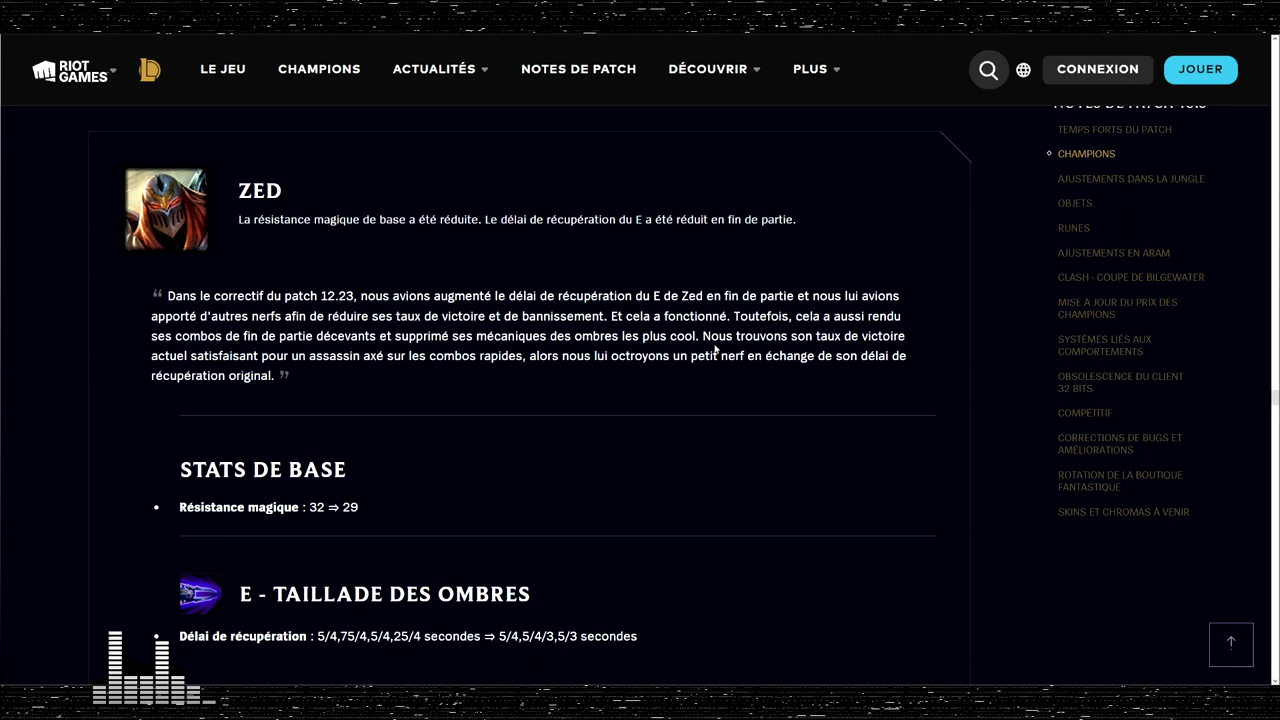 RIOT GAMES
LE JEU
CHAMPIONS
ACTUALITÉS
NOTES DE PATCH
DÉCOUVRIR
PLUS
CONNEXION
JOUER
ZED
La résistance magique de base a été réduite. Le délai de récupération du E a été réduit en fin de partie.
“ Dans le correctif du patch 12.23, nous avions augmenté le délai de récupération du E de Zed en fin de partie et nous lui avions
apporté d'autres nerfs afin de réduire ses taux de victoire et de bannissement. Et cela a fonctionné. Toutefois, cela a aussi rendu
ses combos de fin de partie décevants et supprimé ses mécaniques des ombres les plus cool. Nous trouvons son taux de victoire
actuel satisfaisant pour un assassin axé sur les combos rapides, alors nous lui octroyons un petit nerf en échange de son délai de
récupération original. ”
STATS DE BASE
• Résistance magique : 32 ⇒ 29
E - TAILLADE DES OMBRES
• Délai de récupération : 5/4,75/4,5/4,25/4 secondes ⇒ 5/4,5/4/3,5/3 secondes
TEMPS FORTS DU PATCH
CHAMPIONS
AJUSTEMENTS DANS LA JUNGLE
OBJETS
RUNES
AJUSTEMENTS EN ARAM
CLASH - COUPE DE BILGEWATER
MISE À JOUR DU PRIX DES
CHAMPIONS
SYSTÈMES LIÉS AUX
COMPORTEMENTS
OBSOLESCENCE DU CLIENT
32 BITS
COMPÉTITIF
CORRECTIONS DE BUGS ET
AMÉLIORATIONS
ROTATION DE LA BOUTIQUE
FANTASTIQUE
SKINS ET CHROMAS À VENIR